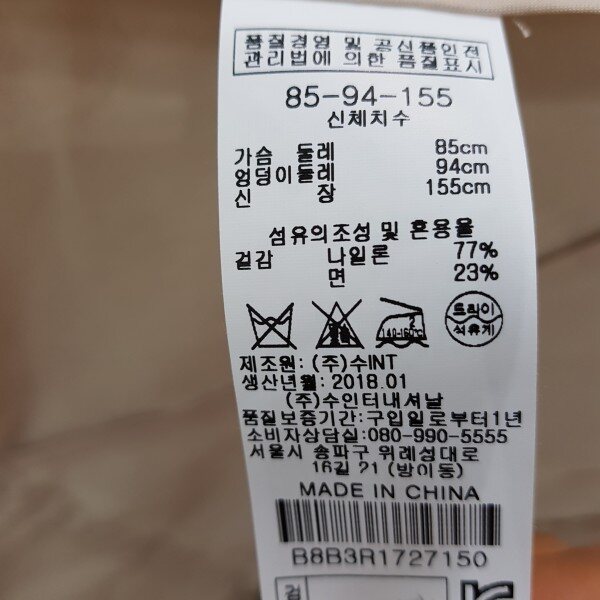 품질경영 및 공산품안전
관리법에 의한 품질표시
85-94-155
신체치수
가슴 둘레 85cm
엉덩이둘레 94cm
신 장 155cm
섬유의조성 및 혼용율
겉감 나일론 77%
면 23%
2
140-160℃
드라이
석유계
제조원: (주)수INT
생산년월: 2018.01
(주)수인터내셔날
품질보증기간:구입일로부터1년
소비자상담실:080-990-5555
서울시 송파구 위례성대로
16길 21 (방이동)
MADE IN CHINA
B8B3R1727150
검